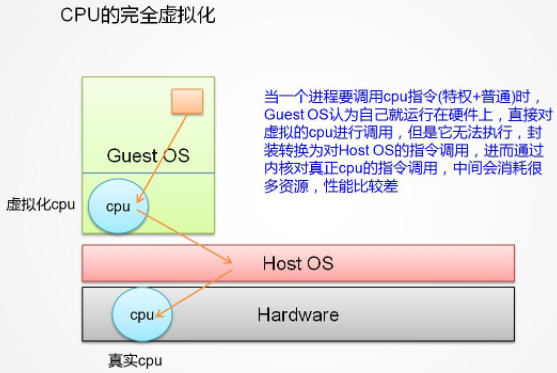 CPU的完全虚拟化
当一个进程要调用cpu指令(特权+普通)时，
Guest OS认为自己就运行在硬件上，直接对
虚拟的cpu进行调用，但是它无法执行，封
装转换为对Host OS的指令调用，进而通过
内核对真正cpu的指令调用，中间会消耗很
多资源，性能比较差
Guest OS
虚拟化cpu
cpu
Host OS
cpu
Hardware
真实cpu